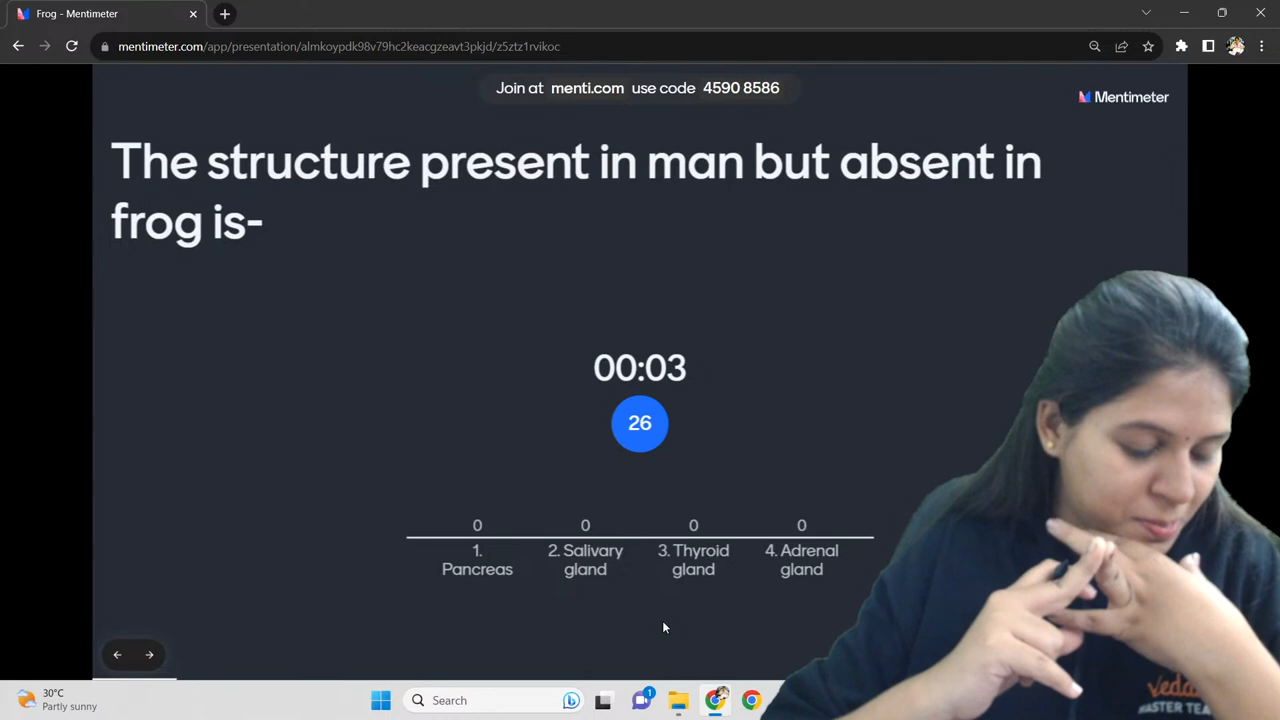 Frog - Mentimeter
mentimeter.com/app/presentation/almkoypdk98v79hc2keacgzeavt3pkjd/z5ztz1rvikoc
Join at menti.com use code 4590 8586
Mentimeter
The structure present in man but absent in
frog is-
00:03
26
0 0 0 0
1. 2. Salivary 3. Thyroid 4. Adrenal
Pancreas gland gland gland
MASTER
30°C
Partly sunny
Search
1